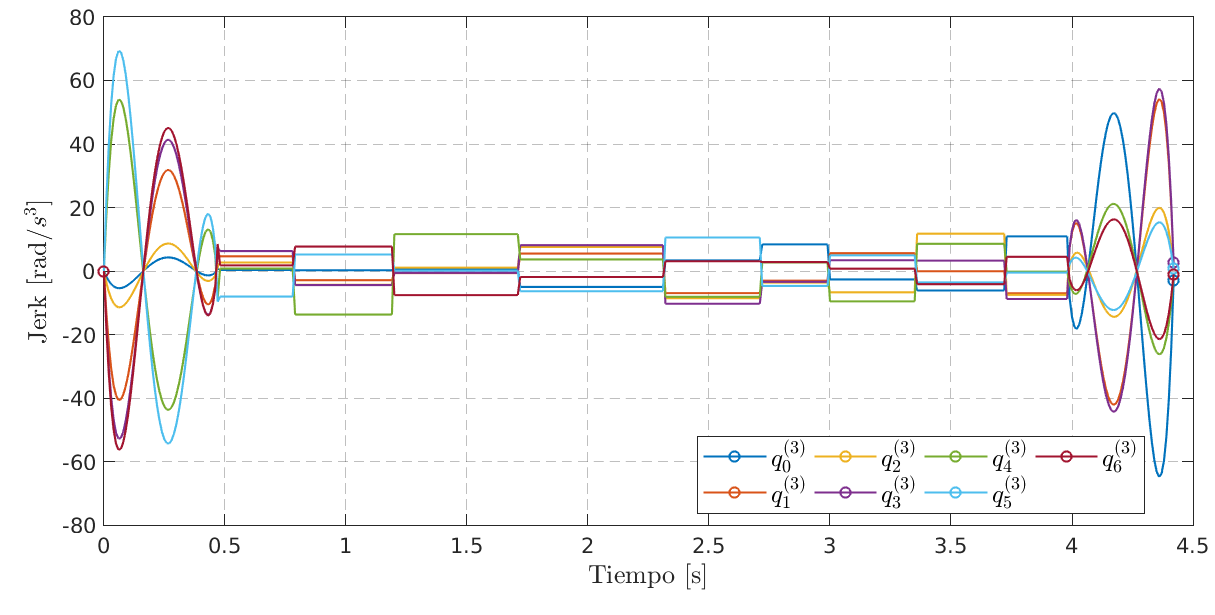 80
60
40
20
0
-20
-40
-60
-80
Jerk [rad/s³]
0 0.5 1 1.5 2 2.5 3 3.5 4 4.5
Tiempo [s]
q₀⁽³⁾ q₂⁽³⁾ q₄⁽³⁾ q₆⁽³⁾
q₁⁽³⁾ q₃⁽³⁾ q₅⁽³⁾